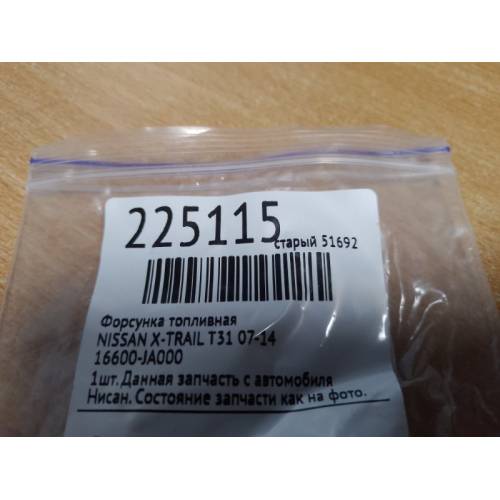 225115 старый 51692
Форсунка топливная
NISSAN X-TRAIL T31 07-14
16600-JA000
1шт. Данная запчасть с автомобиля
Нисан. Состояние запчасти как на фото.